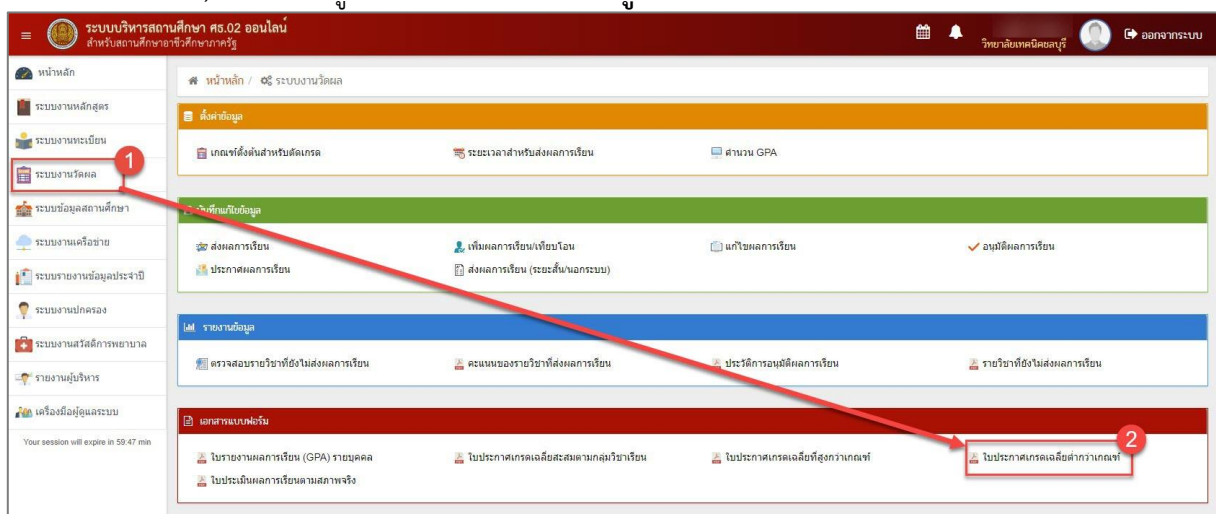 ระบบบริหารสถานศึกษา ศธ.02 ออนไลน์
สำหรับสถานศึกษาอาชีวศึกษาภาครัฐ
วิทยาลัยเทคนิคชลบุรี
ออกจากระบบ
หน้าหลัก
ระบบงานหลักสูตร
ระบบงานทะเบียน
1
ระบบงานวัดผล
ระบบข้อมูลสถานศึกษา
ระบบงานเครือข่าย
ระบบรายงานข้อมูลประจำปี
ระบบงานปกครอง
ระบบงานสวัสดิการพยาบาล
รายงานผู้บริหาร
เครื่องมือผู้ดูแลระบบ
Your session will expire in 59:47 min
หน้าหลัก / ระบบงานวัดผล
ตั้งค่าข้อมูล
เกณฑ์ตั้งต้นสำหรับตัดเกรด ระยะเวลาสำหรับส่งผลการเรียน คำนวน GPA
บันทึกแก้ไขข้อมูล
ส่งผลการเรียน เพิ่มผลการเรียน/เทียบโอน แก้ไขผลการเรียน อนุมัติผลการเรียน
ประกาศผลการเรียน ส่งผลการเรียน (ระยะสั้น/นอกระบบ)
รายงานข้อมูล
ตรวจสอบรายวิชาที่ยังไม่ส่งผลการเรียน คะแนนของรายวิชาที่ส่งผลการเรียน ประวัติการอนุมัติผลการเรียน รายวิชาที่ยังไม่ส่งผลการเรียน
เอกสารแบบฟอร์ม
2
ใบรายงานผลการเรียน (GPA) รายบุคคล ใบประกาศเกรดเฉลี่ยสะสมตามกลุ่มวิชาเรียน ใบประกาศเกรดเฉลี่ยที่สูงกว่าเกณฑ์ ใบประกาศเกรดเฉลี่ยต่ำกว่าเกณฑ์
ใบประเมินผลการเรียนตามสภาพจริง